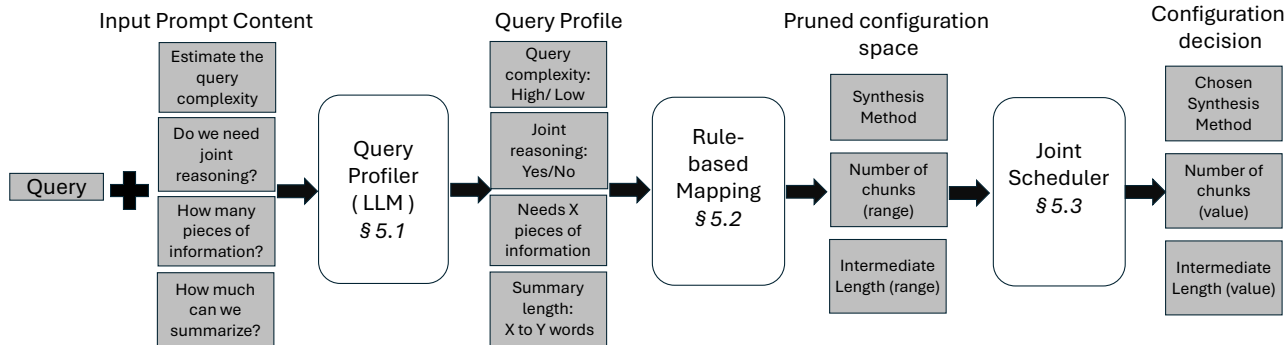 Input Prompt Content
Estimate the
query
complexity
Do we need
joint
reasoning?
How many
pieces of
information?
How much
can we
summarize?
Query
Query
Profiler
( LLM )
§ 5.1
Query Profile
Query
complexity:
High/ Low
Joint
reasoning:
Yes/No
Needs X
pieces of
information
Summary
length:
X to Y words
Rule-
based
Mapping
§ 5.2
Pruned configuration
space
Synthesis
Method
Number of
chunks
(range)
Intermediate
Length (range)
Joint
Scheduler
§ 5.3
Configuration
decision
Chosen
Synthesis
Method
Number of
chunks
(value)
Intermediate
Length (value)